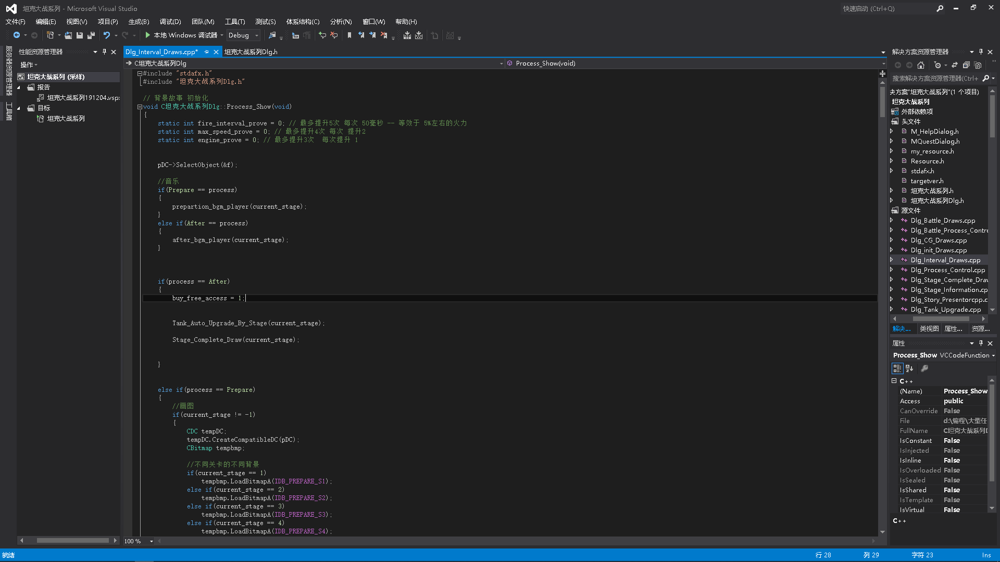 坦克大战系列 - Microsoft Visual Studio
快速启动 (Ctrl+Q)
文件(F) 编辑(E) 视图(V) 项目(P) 生成(B) 调试(D) 团队(M) 工具(T) 测试(S) 体系结构(C) 分析(N) 窗口(W) 帮助(H)
本地 Windows 调试器 Debug
服务器资源管理器
工具箱
性能资源管理器
操作
坦克大战系列 (采样)
报告
坦克大战系列191204.vsp
目标
坦克大战系列
Dlg_Interval_Draws.cpp* 坦克大战系列Dlg.h
C坦克大战系列Dlg Process_Show(void)
#include "stdafx.h"
#include "坦克大战系列Dlg.h"
// 背景故事 初始化
void C坦克大战系列Dlg::Process_Show(void)
{
static int fire_interval_prove = 0; // 最多提升5次 每次 50毫秒 -- 等效于 5%左右的火力
static int max_speed_prove = 0; // 最多提升4次 每次 提升2
static int engine_prove = 0; // 最多提升3次  每次提升 1
pDC->SelectObject(&f);
//音乐
if(Prepare == process)
{
prepartion_bgm_player(current_stage);
}
else if(After == process)
{
after_bgm_player(current_stage);
}
if(process == After)
{
buy_free_access = 1;
Tank_Auto_Upgrade_By_Stage(current_stage);
Stage_Complete_Draw(current_stage);
}
else if(process == Prepare)
{
//画图
if(current_stage != -1)
{
CDC tempDC;
tempDC.CreateCompatibleDC(pDC);
CBitmap tempbmp;
//不同关卡的不同背景
if(current_stage == 1)
tempbmp.LoadBitmapA(IDB_PREPARE_S1);
else if(current_stage == 2)
tempbmp.LoadBitmapA(IDB_PREPARE_S2);
else if(current_stage == 3)
tempbmp.LoadBitmapA(IDB_PREPARE_S3);
else if(current_stage == 4)
tempbmp.LoadBitmapA(IDB_PREPARE_S4);
100 %
解决方案资源管理器
搜索解决方案资源管理器(Ctrl+
决方案"坦克大战系列"(1 个项目)
坦克大战系列
外部依赖项
头文件
M_HelpDialog.h
MQuestDialog.h
my_resource.h
Resource.h
stdafx.h
targetver.h
坦克大战系列.h
坦克大战系列Dlg.h
源文件
Dlg_Battle_Draws.cpp
Dlg_Battle_Process_Contr
Dlg_CG_Draws.cpp
Dlg_init_Draws.cpp
Dlg_Interval_Draws.cpp
Dlg_Process_Control.cpp
Dlg_Stage_Complete_Dra
Dlg_Stage_Information.cp
Dlg_Story_Presentorcpp.c
Dlg_Tank_Upgrade.cpp
解决... 类视图 属性... 资源...
属性
Process_Show VCCodeFunction
C++
(Name) Process_Show
Access public
CanOverride False
File d:\编程\大型任
FullName C坦克大战系列D
IsConstant False
IsInjected False
IsInline False
IsOverloaded False
IsSealed False
IsShared False
IsTemplate False
IsVirtual False
C++
就绪 行 28 列 29 字符 23 Ins